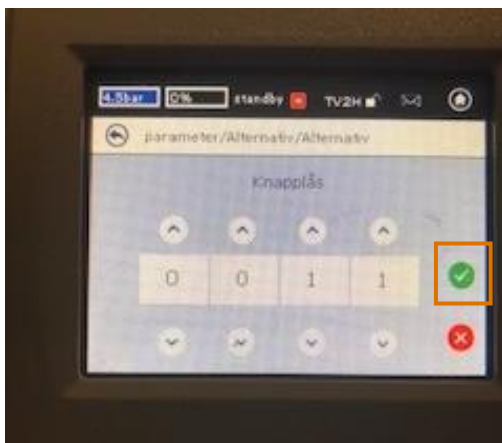 4.5bar 0% standby TV2H
parameter/Alternativ/Alternativ
Knapplås
0 0 1 1